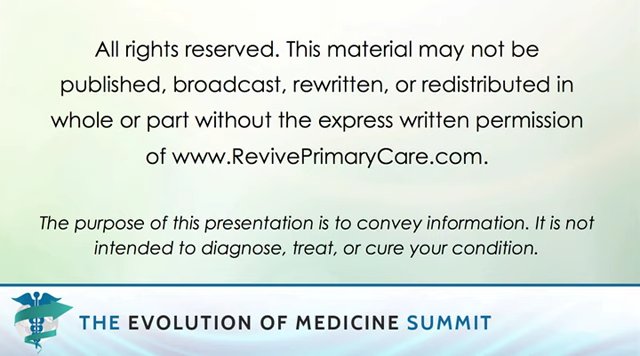 All rights reserved. This material may not be
published, broadcast, rewritten, or redistributed in
whole or part without the express written permission
of www.RevivePrimaryCare.com.
The purpose of this presentation is to convey information. It is not
intended to diagnose, treat, or cure your condition.
THE EVOLUTION OF MEDICINE SUMMIT